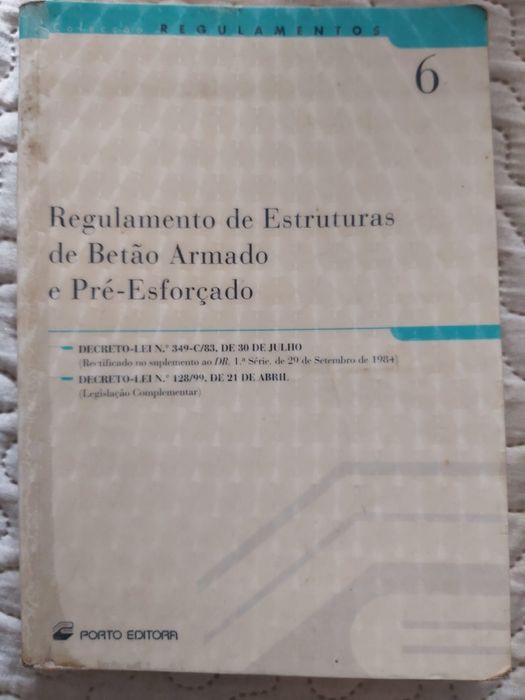 COLECÇÃO REGULAMENTOS
6
Regulamento de Estruturas
de Betão Armado
e Pré-Esforçado
DECRETO-LEI N.° 349-C/83, DE 30 DE JULHO
(Rectificado no suplemento ao DR, 1.ª Série, de 29 de Setembro de 1984)
DECRETO-LEI N.° 128/99, DE 21 DE ABRIL
(Legislação Complementar)
PORTO EDITORA